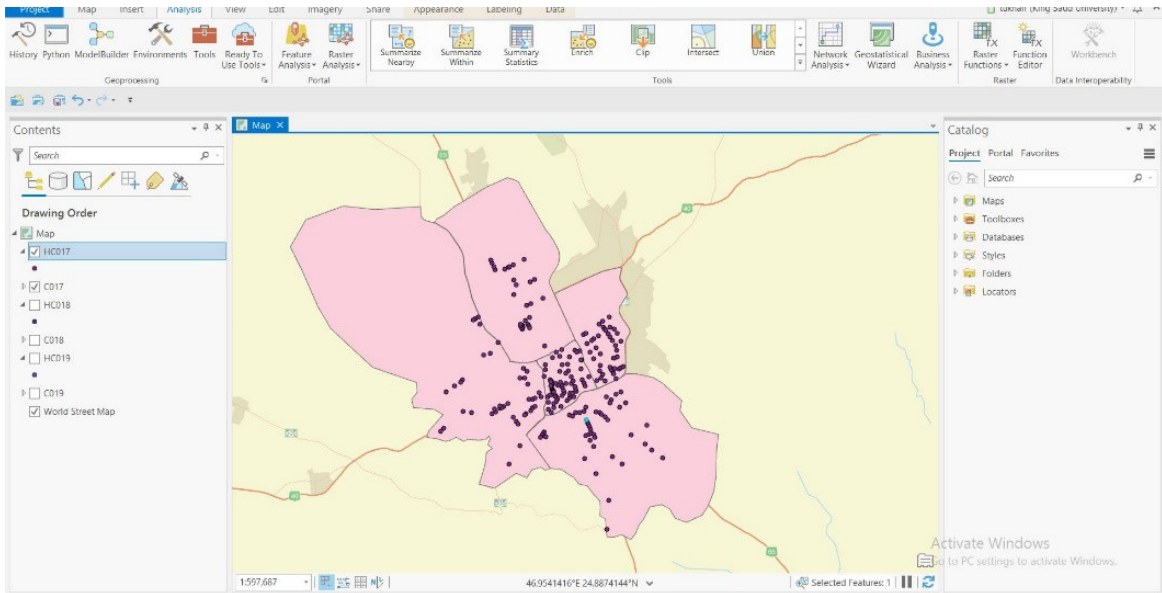 Project Map Insert Analysis View Edit Imagery Share Appearance Labeling Data
(King Saud University)
History Python ModelBuilder Environments Tools Ready To Use Tools Feature Analysis Raster Analysis Summarize Nearby Summarize Within Summary Statistics Enrich Clip Intersect Union Network Analysis Geostatistical Wizard Business Analysis Raster Functions Function Editor Workbench
Geoprocessing Portal Tools Raster Data Interoperability
Contents
Map
Catalog
Search
Project Portal Favorites
Search
Drawing Order
Map
HC017
C017
HC018
C018
HC019
C019
World Street Map
Maps
Toolboxes
Databases
Styles
Folders
Locators
40
40
Activate Windows
Go to PC settings to activate Windows.
1:597,687
46.9541416°E 24.8874144°N
Selected Features: 1